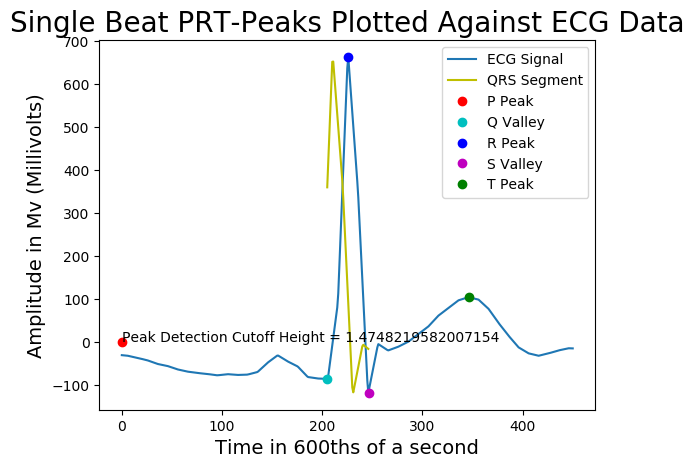 Single Beat PRT-Peaks Plotted Against ECG Data
700
600
500
400
300
200
100
0
−100
Amplitude in Mv (Millivolts)
ECG Signal
QRS Segment
P Peak
Q Valley
R Peak
S Valley
T Peak
Peak Detection Cutoff Height = 1.4748219582007154
0
200
400
Time in 600ths of a second